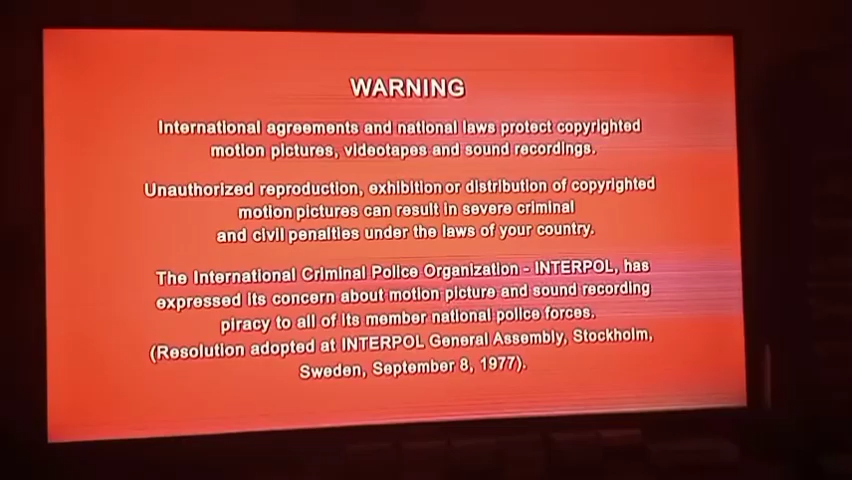 WARNING
International agreements and national laws protect copyrighted
motion pictures, videotapes and sound recordings.
Unauthorized reproduction, exhibition or distribution of copyrighted
motion pictures can result in severe criminal
and civil penalties under the laws of your country.
The International Criminal Police Organization - INTERPOL, has
expressed its concern about motion picture and sound recording
piracy to all of its member national police forces.
(Resolution adopted at INTERPOL General Assembly, Stockholm,
Sweden, September 8, 1977).